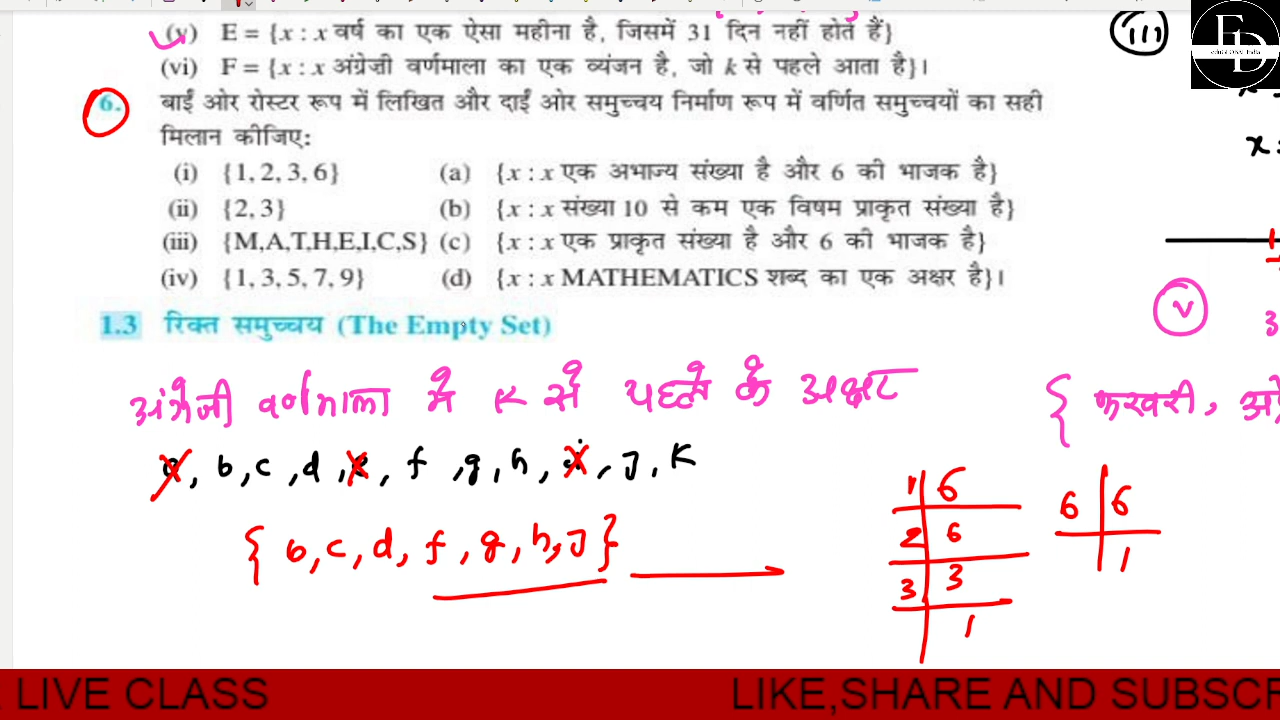 (v) E = {x : x वर्ष का एक ऐसा महीना है, जिसमें 31 दिन नहीं होते हैं}
(vi) F = {x : x अंग्रेज़ी वर्णमाला का एक व्यंजन है, जो k से पहले आता है}।
6. बाईं ओर रोस्टर रूप में लिखित और दाईं ओर समुच्चय निर्माण रूप में वर्णित समुच्चयों का सही
मिलान कीजिए:
(i) {1, 2, 3, 6} (a) {x : x एक अभाज्य संख्या है और 6 की भाजक है}
(ii) {2, 3} (b) {x : x संख्या 10 से कम एक विषम प्राकृत संख्या है}
(iii) {M,A,T,H,E,I,C,S} (c) {x : x एक प्राकृत संख्या है और 6 की भाजक है}
(iv) {1, 3, 5, 7, 9} (d) {x : x MATHEMATICS शब्द का एक अक्षर है}।
1.3 रिक्त समुच्चय (The Empty Set)
अंग्रेजी वर्णमाला में K से पहले के अक्षर
a, b, c, d, e, f, g, h, i, J, K
{ b, c, d, f, g, h, J }
1 6
2 6
3 3
1
6 6
1
(III)
ED
x
x =
V
3
{ फरवरी,
LIVE CLASS
LIKE,SHARE AND SUBSC